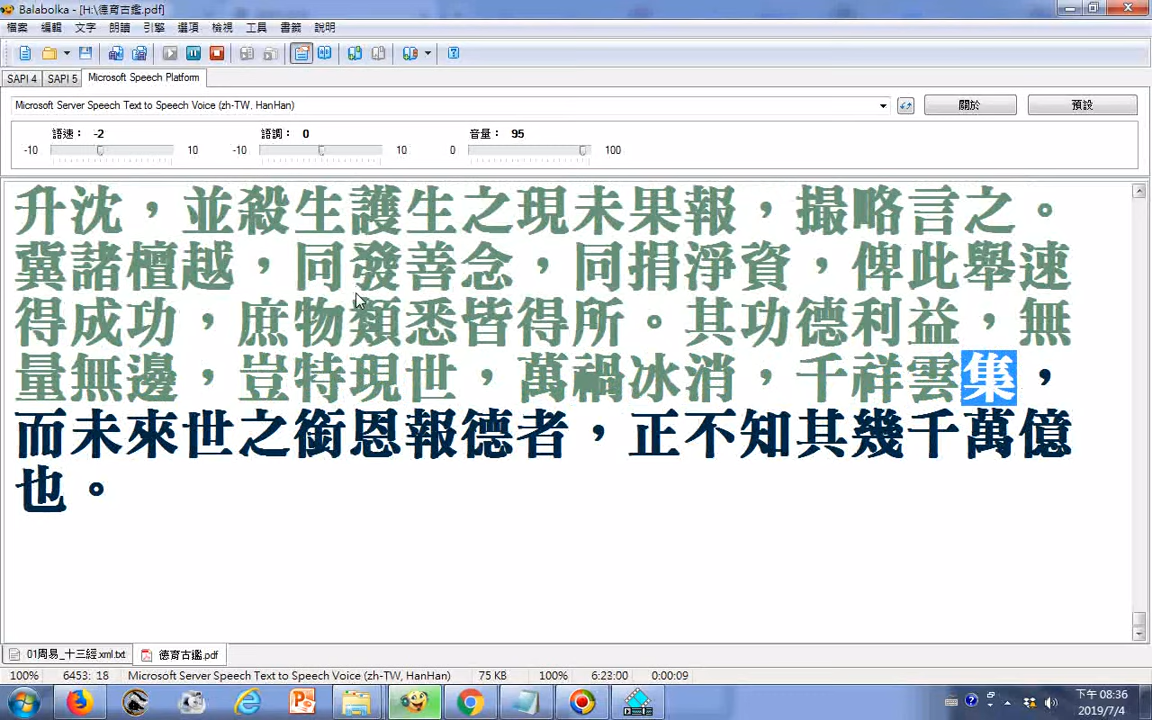 Balabolka - [H:\德育古鑑.pdf]
檔案 編輯 文字 朗讀 引擎 選項 檢視 工具 書籤 說明
SAPI 4 SAPI 5 Microsoft Speech Platform
Microsoft Server Speech Text to Speech Voice (zh-TW, HanHan) 關於 預設
語速： -2 語調： 0 音量： 95
-10 10 -10 10 0 100
升沈，並殺生護生之現未果報，撮略言之。
冀諸檀越，同發善念，同捐淨資，俾此舉速
得成功，庶物類悉皆得所。其功德利益，無
量無邊，豈特現世，萬禍冰消，千祥雲集，
而未來世之銜恩報德者，正不知其幾千萬億
也。
01周易_十三經.xml.txt 德育古鑑.pdf
100% 6453: 18 Microsoft Server Speech Text to Speech Voice (zh-TW, HanHan) 75 KB 100% 6:23:00 0:00:09
下午 08:36
2019/7/4